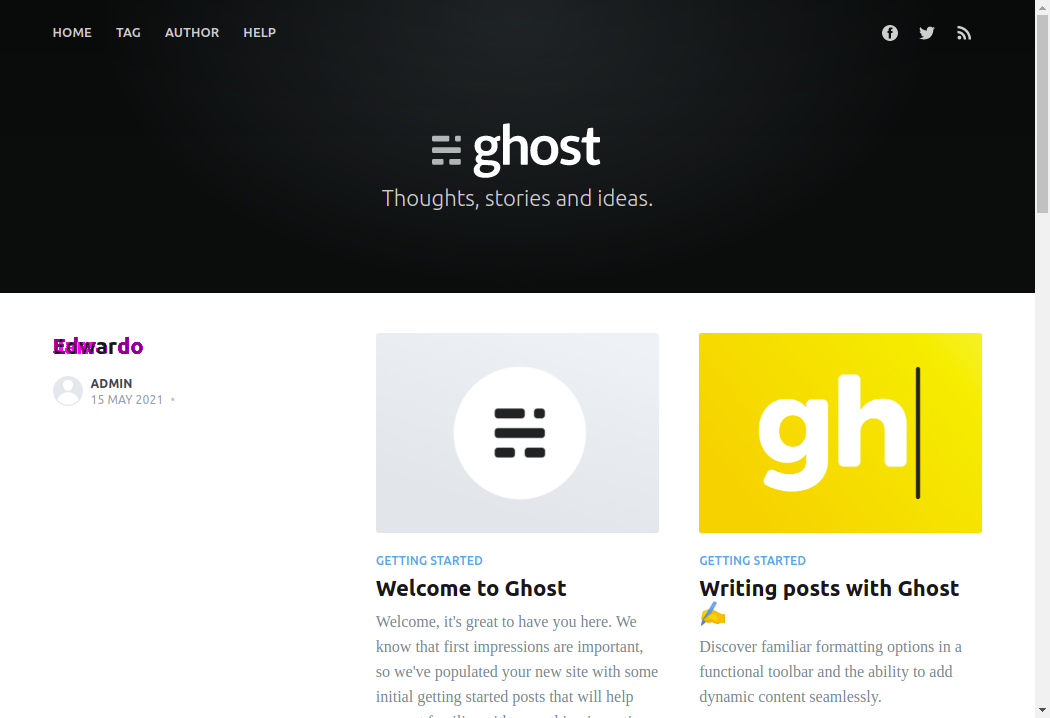 HOME TAG AUTHOR HELP
ghost
Thoughts, stories and ideas.
Edwardo
ADMIN
15 MAY 2021 •
GETTING STARTED
Welcome to Ghost
Welcome, it's great to have you here. We
know that first impressions are important,
so we've populated your new site with some
initial getting started posts that will help
gh
GETTING STARTED
Writing posts with Ghost
✍️
Discover familiar formatting options in a
functional toolbar and the ability to add
dynamic content seamlessly.